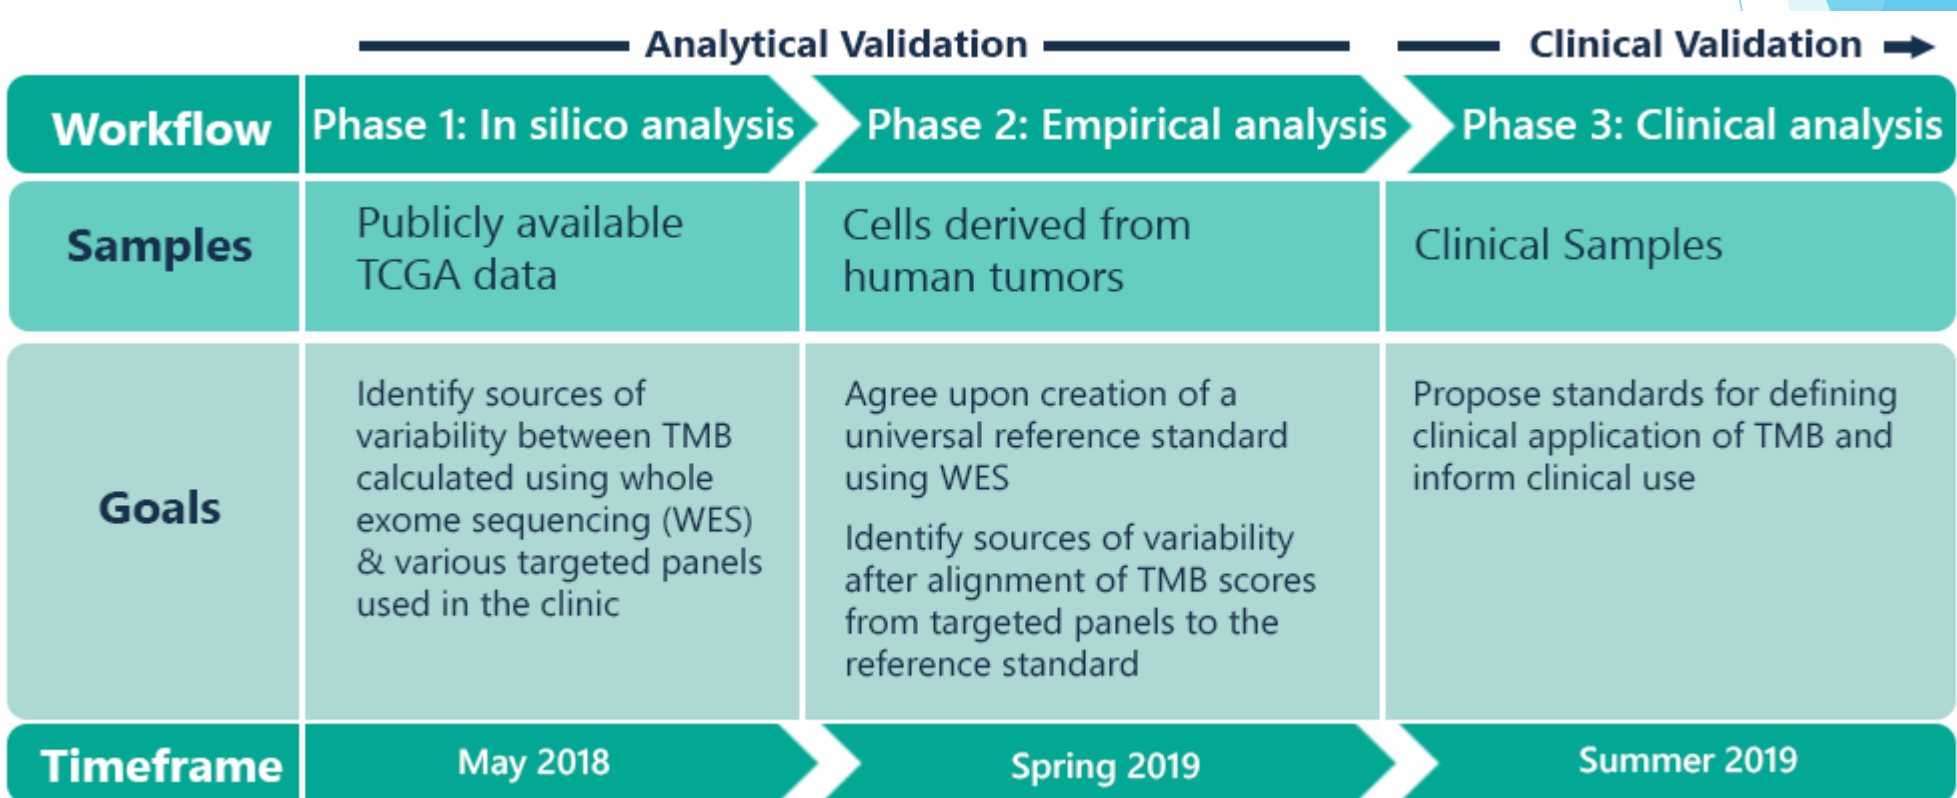 Analytical Validation
Clinical Validation
Workflow
Phase 1: In silico analysis
Phase 2: Empirical analysis
Phase 3: Clinical analysis
Samples
Publicly available
TCGA data
Cells derived from
human tumors
Clinical Samples
Goals
Identify sources of
variability between TMB
calculated using whole
exome sequencing (WES)
& various targeted panels
used in the clinic
Agree upon creation of a
universal reference standard
using WES
Identify sources of variability
after alignment of TMB scores
from targeted panels to the
reference standard
Propose standards for defining
clinical application of TMB and
inform clinical use
Timeframe
May 2018
Spring 2019
Summer 2019